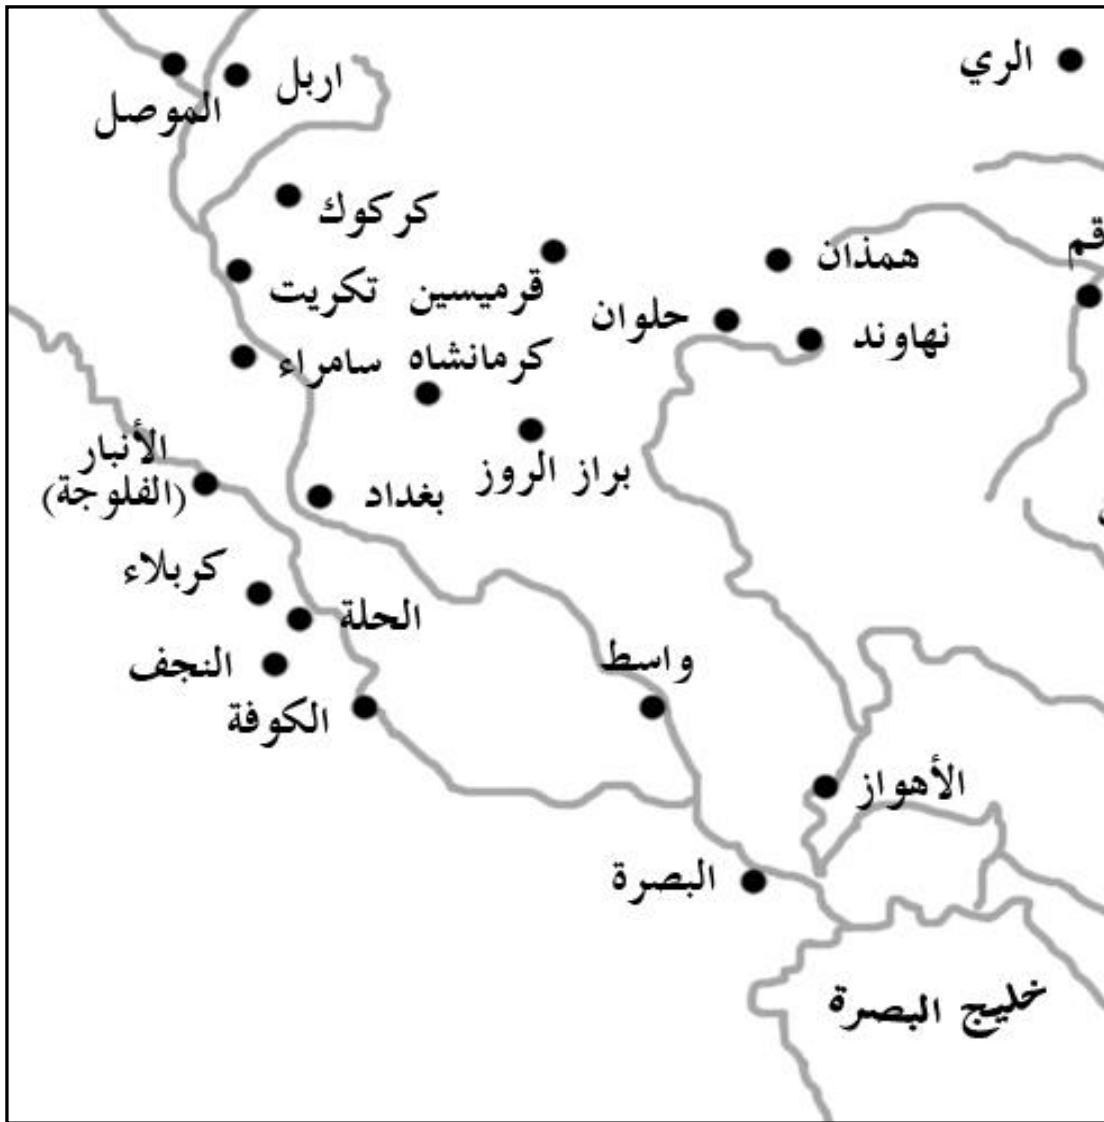 الري
اربل
الموصل
كركوك
قم
همذان
قرميسين
تكريت
حلوان
نهاوند
كرمانشاه
سامراء
براز الروز
الأنبار
(الفلوجة)
بغداد
كربلاء
الحلة
النجف
واسط
الكوفة
الأهواز
البصرة
خليج البصرة